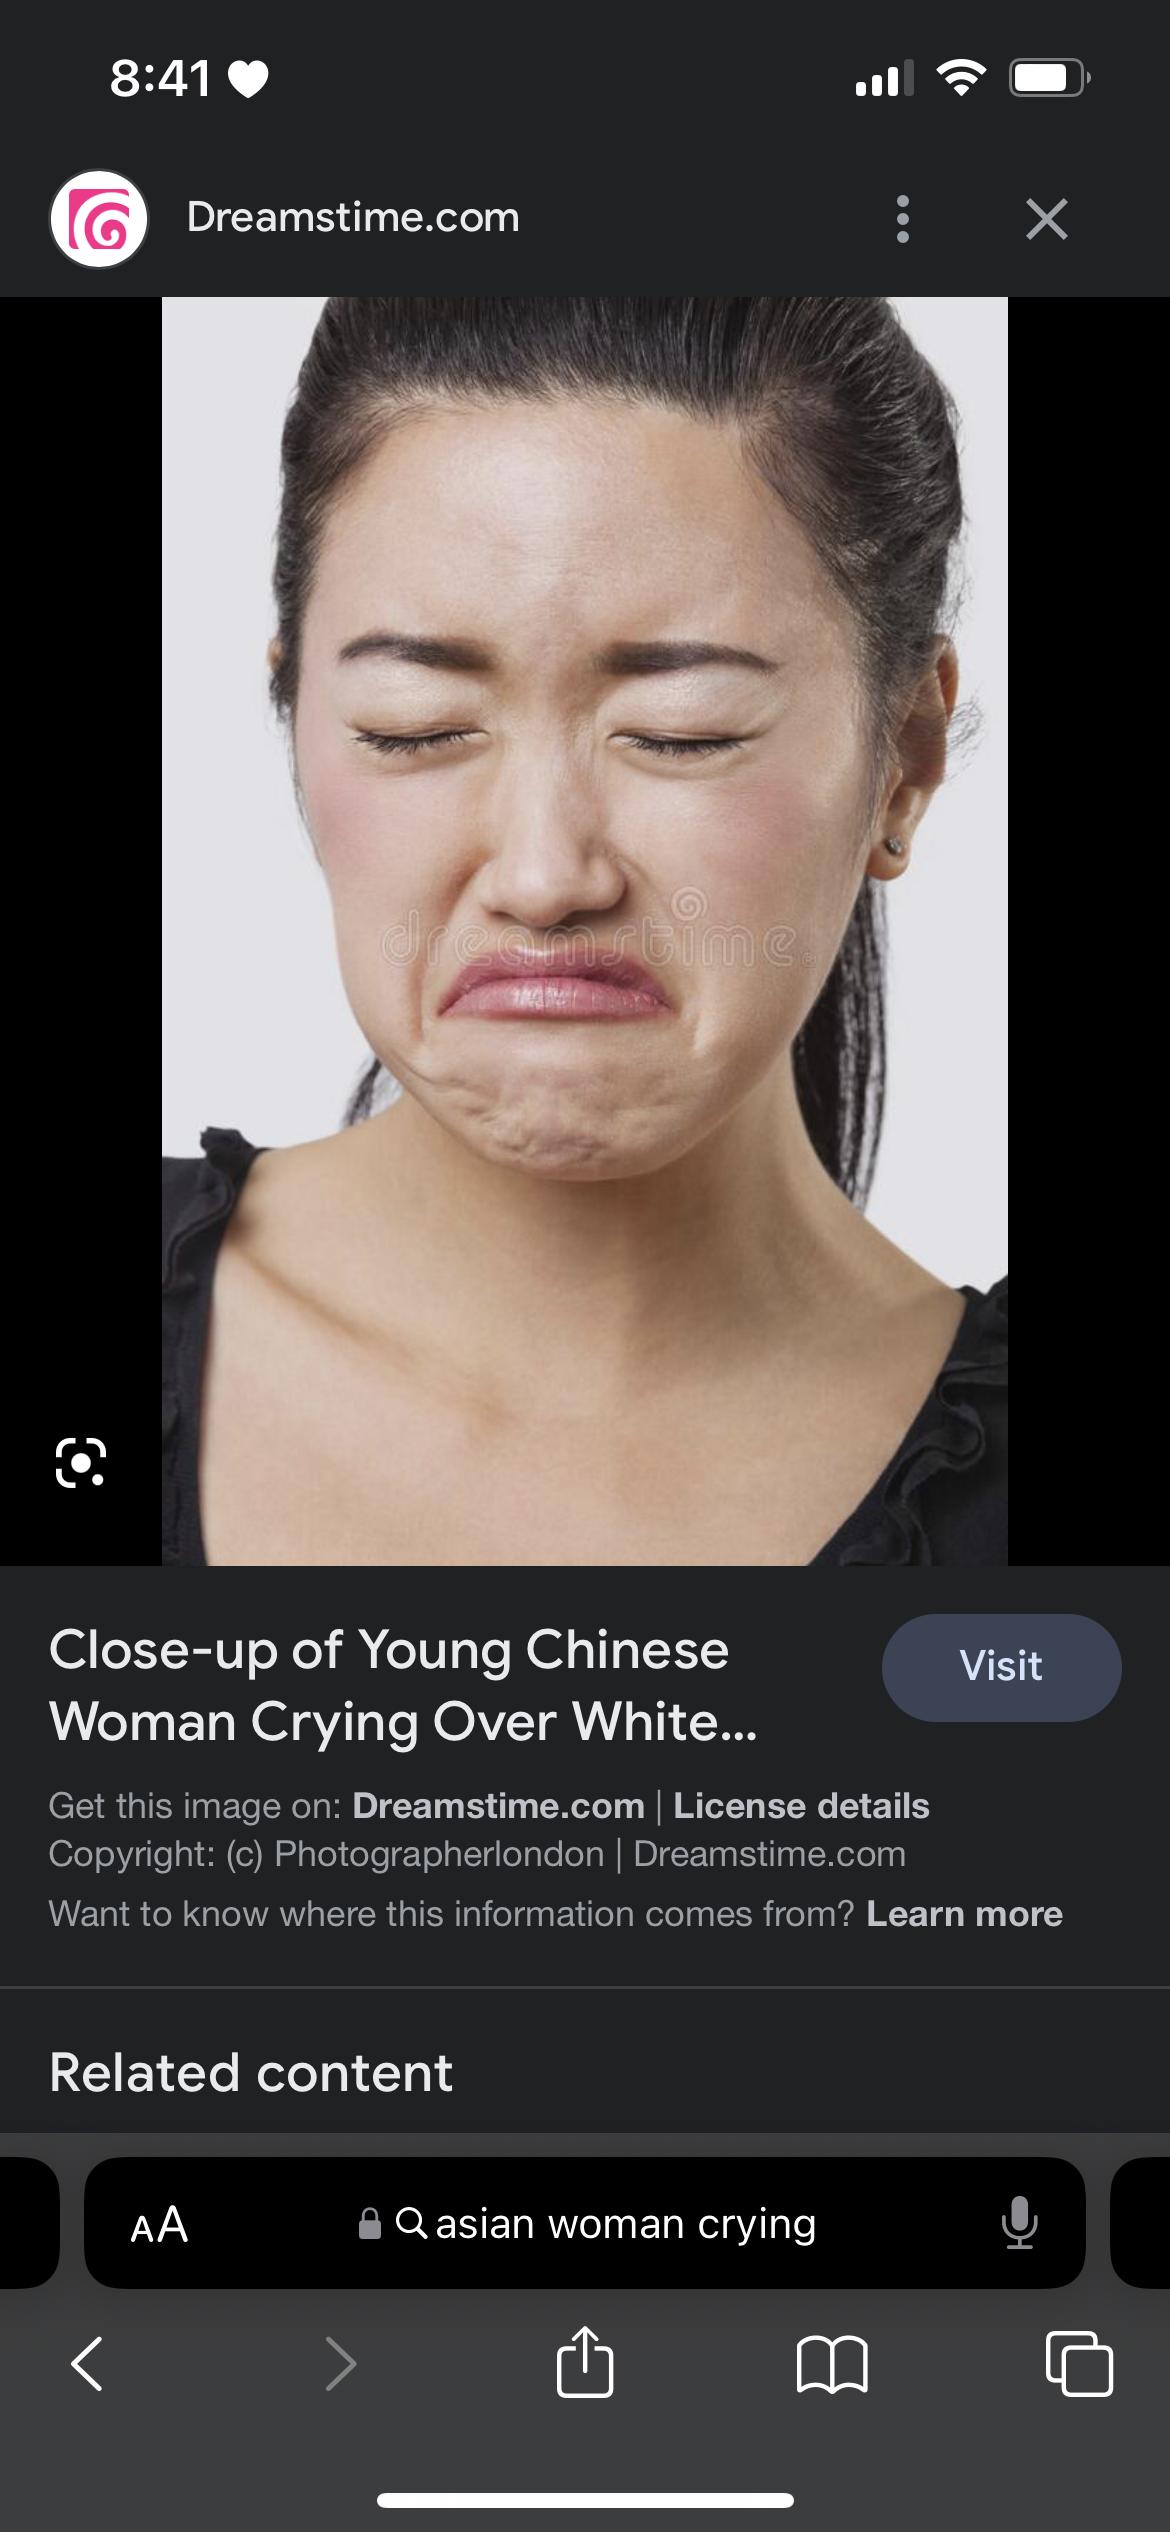 8:41
Dreamstime.com
dreamstime
Close-up of Young Chinese
Woman Crying Over White...
Visit
Get this image on: Dreamstime.com | License details
Copyright: (c) Photographerlondon | Dreamstime.com
Want to know where this information comes from? Learn more
Related content
AA asian woman crying